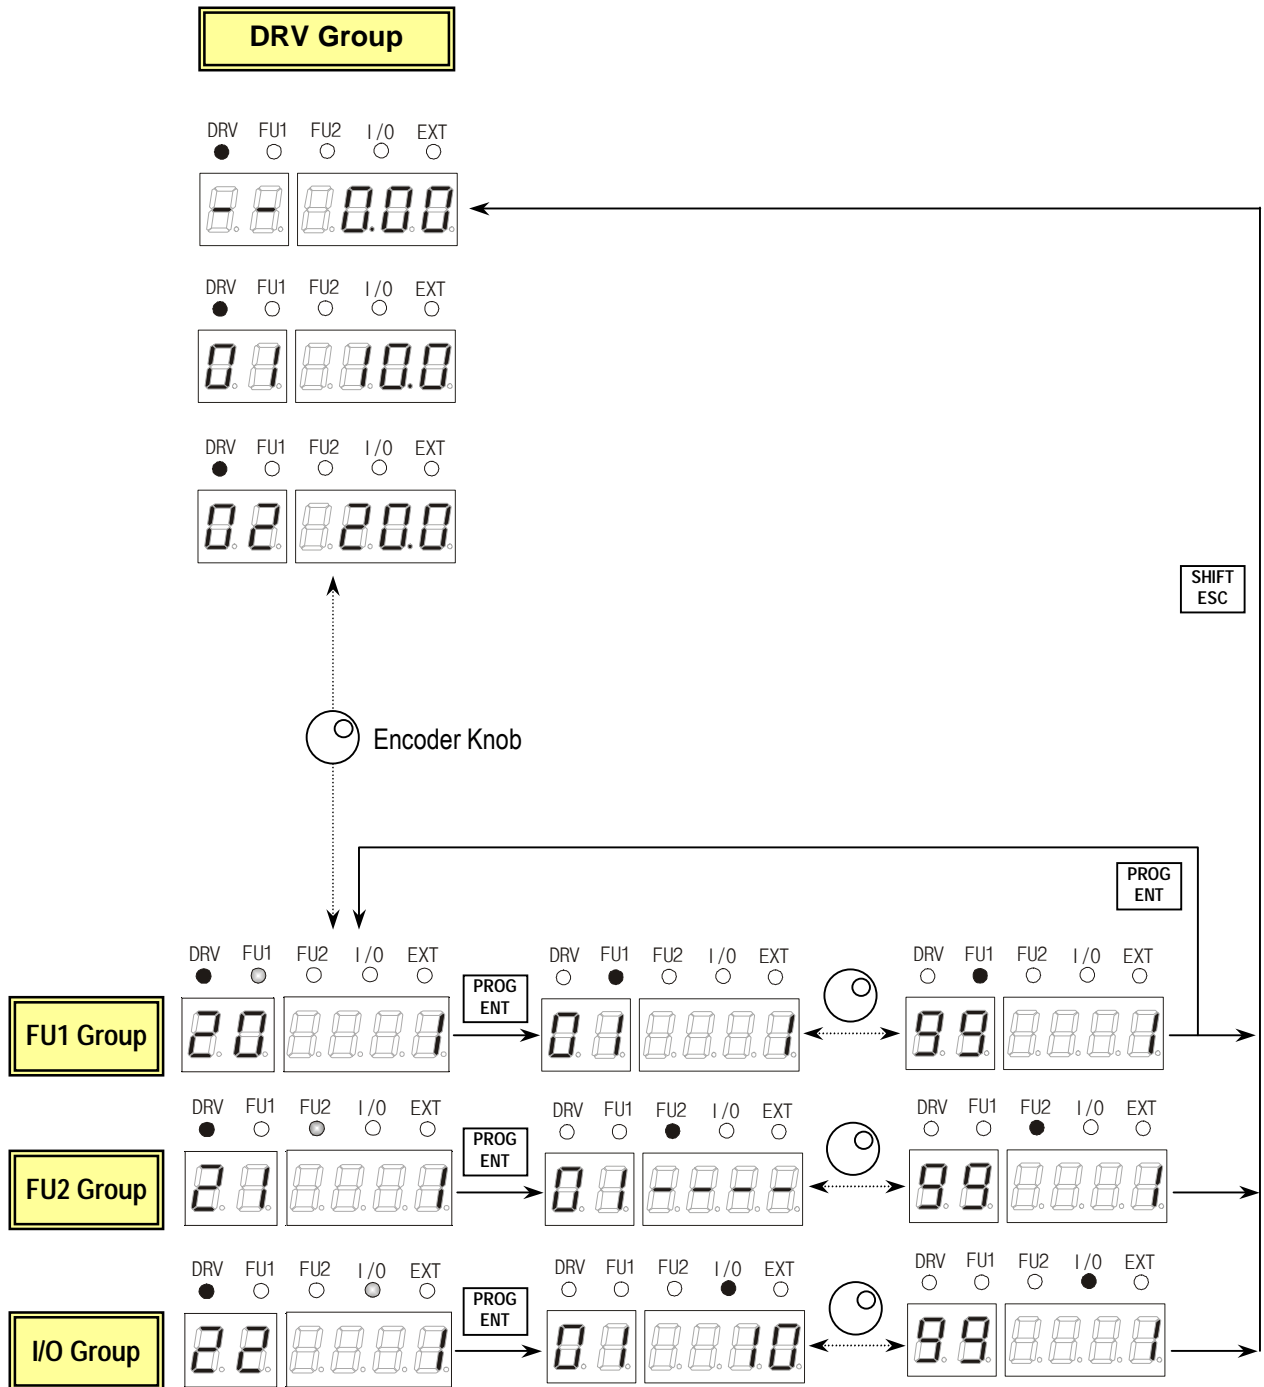 DRV Group
DRV FU1 FU2 I/O EXT
-- 0.00
DRV FU1 FU2 I/O EXT
01 10.0
DRV FU1 FU2 I/O EXT
02 20.0
SHIFT
ESC
Encoder Knob
PROG
ENT
DRV FU1 FU2 I/O EXT
DRV FU1 FU2 I/O EXT
DRV FU1 FU2 I/O EXT
FU1 Group
20 1
PROG
ENT
01 1
99 1
DRV FU1 FU2 I/O EXT
DRV FU1 FU2 I/O EXT
DRV FU1 FU2 I/O EXT
FU2 Group
21 1
PROG
ENT
01 ----
99 1
DRV FU1 FU2 I/O EXT
DRV FU1 FU2 I/O EXT
DRV FU1 FU2 I/O EXT
I/O Group
22 1
PROG
ENT
01 10
99 1